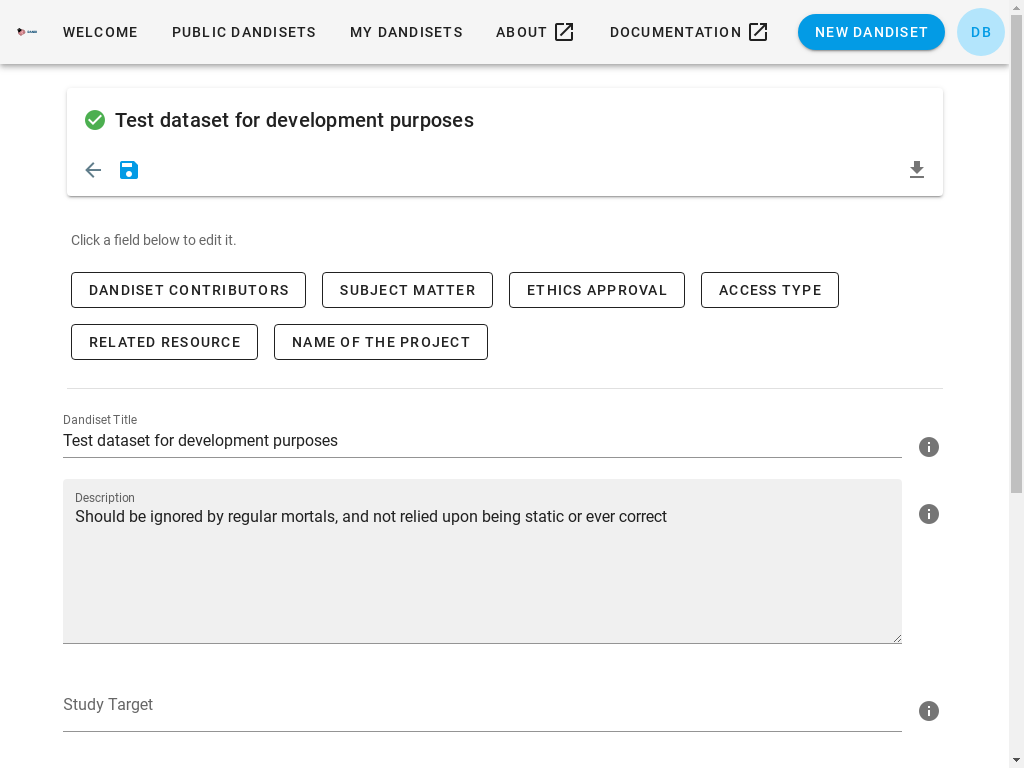 WELCOME
PUBLIC DANDISETS
MY DANDISETS
ABOUT
DOCUMENTATION
NEW DANDISET
DB
Test dataset for development purposes
Click a field below to edit it.
DANDISET CONTRIBUTORS
SUBJECT MATTER
ETHICS APPROVAL
ACCESS TYPE
RELATED RESOURCE
NAME OF THE PROJECT
Dandiset Title
Test dataset for development purposes
Description
Should be ignored by regular mortals, and not relied upon being static or ever correct
Study Target